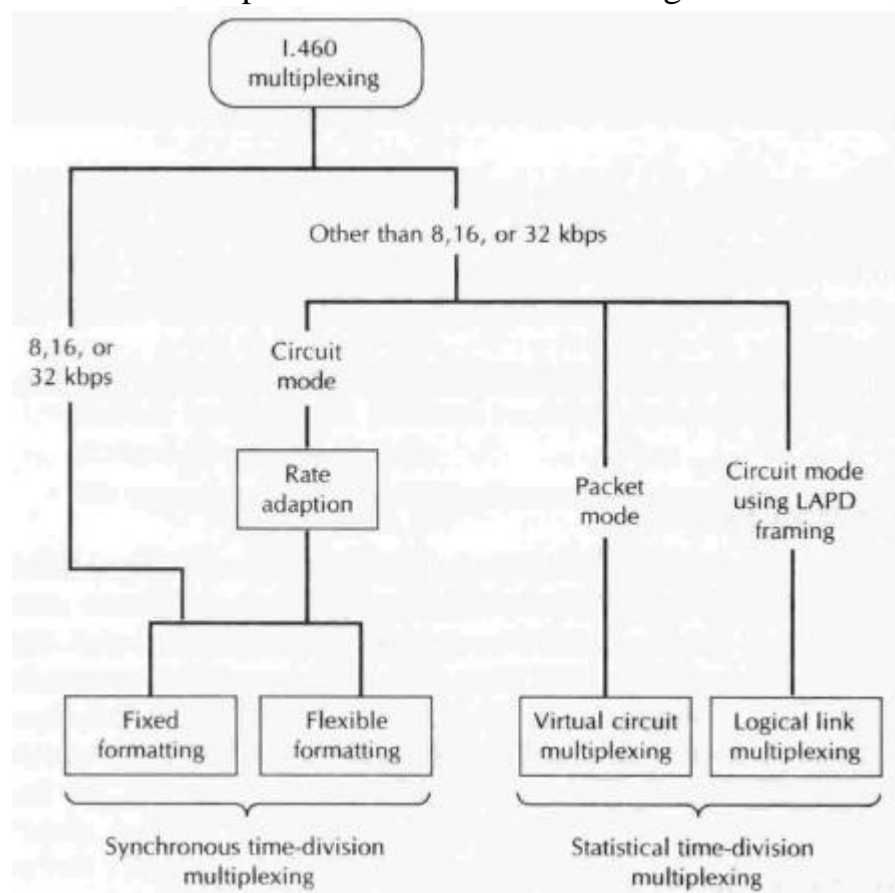 I.460
multiplexing
Other than 8,16, or 32 kbps
8,16, or
32 kbps
Circuit
mode
Rate
adaption
Packet
mode
Circuit mode
using LAPD
framing
Fixed
formatting
Flexible
formatting
Virtual circuit
multiplexing
Logical link
multiplexing
Synchronous time-division
multiplexing
Statistical time-division
multiplexing